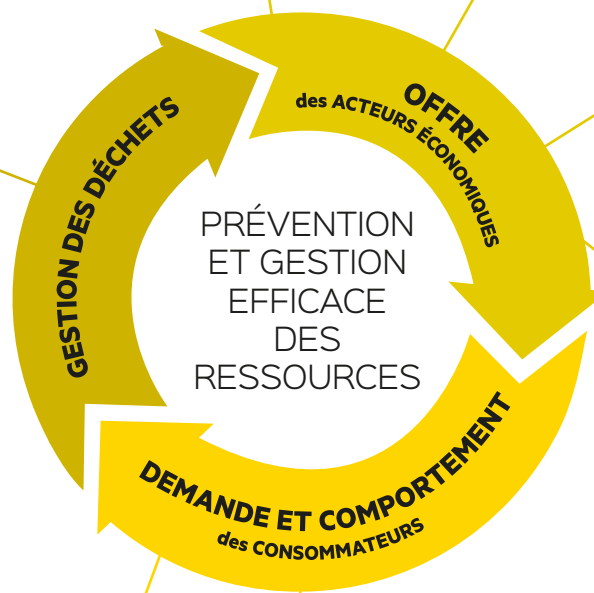 OFFRE
des ACTEURS ÉCONOMIQUES
GESTION DES DÉCHETS
PRÉVENTION
ET GESTION
EFFICACE
DES
RESSOURCES
DEMANDE ET COMPORTEMENT
des CONSOMMATEURS